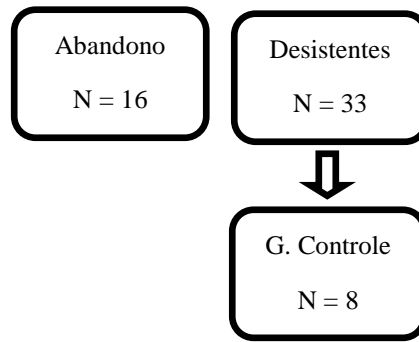 Abandono
N = 16
Desistentes
N = 33
G. Controle
N = 8